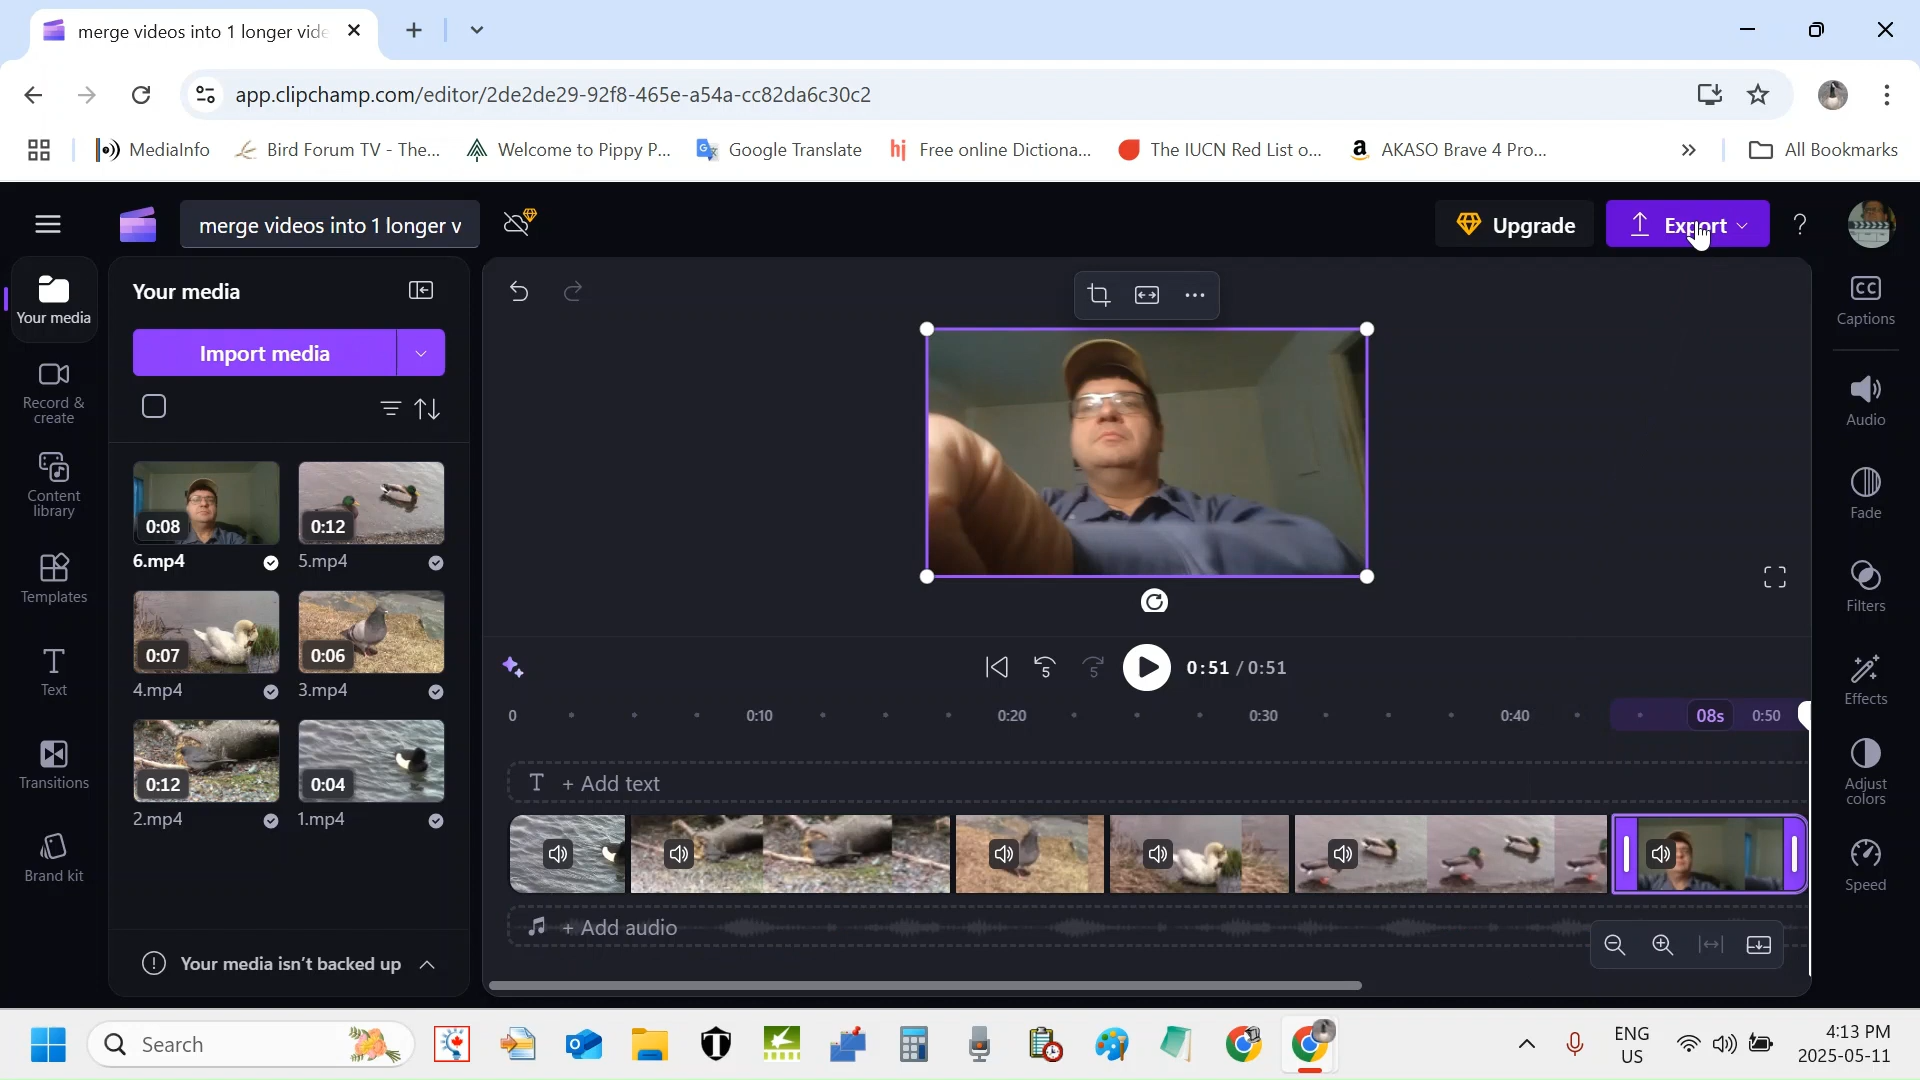 merge videos into 1 longer vide
app.clipchamp.com/editor/2de2de29-92f8-465e-a54a-cc82da6c30c2
MediaInfo
Bird Forum TV - The...
Welcome to Pippy P...
Google Translate
hj Free online Dictiona...
The IUCN Red List o...
a AKASO Brave 4 Pro...
All Bookmarks
merge videos into 1 longer v
Upgrade
Export
?
Your media
Record &
create
Content
library
Templates
T
Text
Transitions
Brand kit
Your media
Import media
0:08
6.mp4
0:12
5.mp4
0:07
4.mp4
0:06
3.mp4
0:12
2.mp4
0:04
1.mp4
Your media isn't backed up
5
5
0:51 / 0:51
0
0:10
0:20
0:30
0:40
08s
0:50
T + Add text
+ Add audio
CC
Captions
Audio
Fade
Filters
Effects
Adjust
colors
Speed
Search
T
ENG
US
4:13 PM
2025-05-11